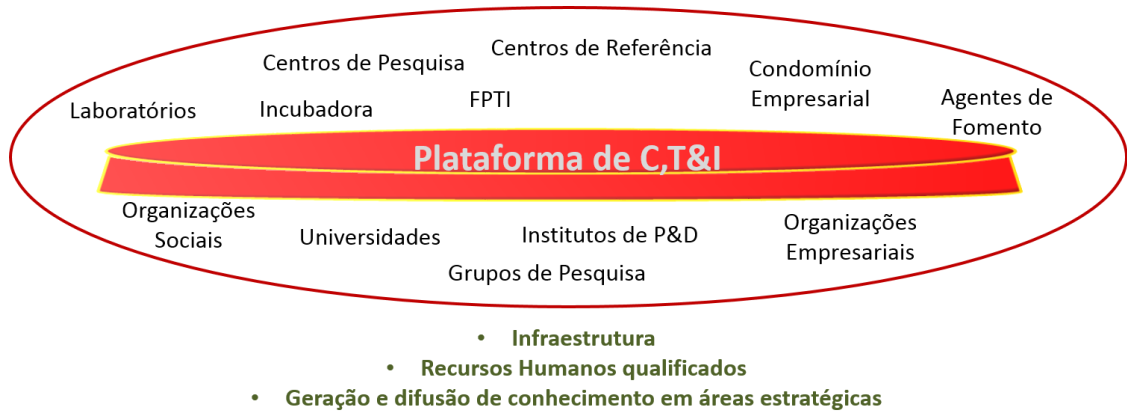 Centros de Referência
Centros de Pesquisa
Condomínio
Empresarial
Laboratórios
Incubadora
FPTI
Agentes de
Fomento
Plataforma de C,T&I
Organizações
Sociais
Universidades
Institutos de P&D
Organizações
Empresariais
Grupos de Pesquisa
• Infraestrutura
• Recursos Humanos qualificados
• Geração e difusão de conhecimento em áreas estratégicas